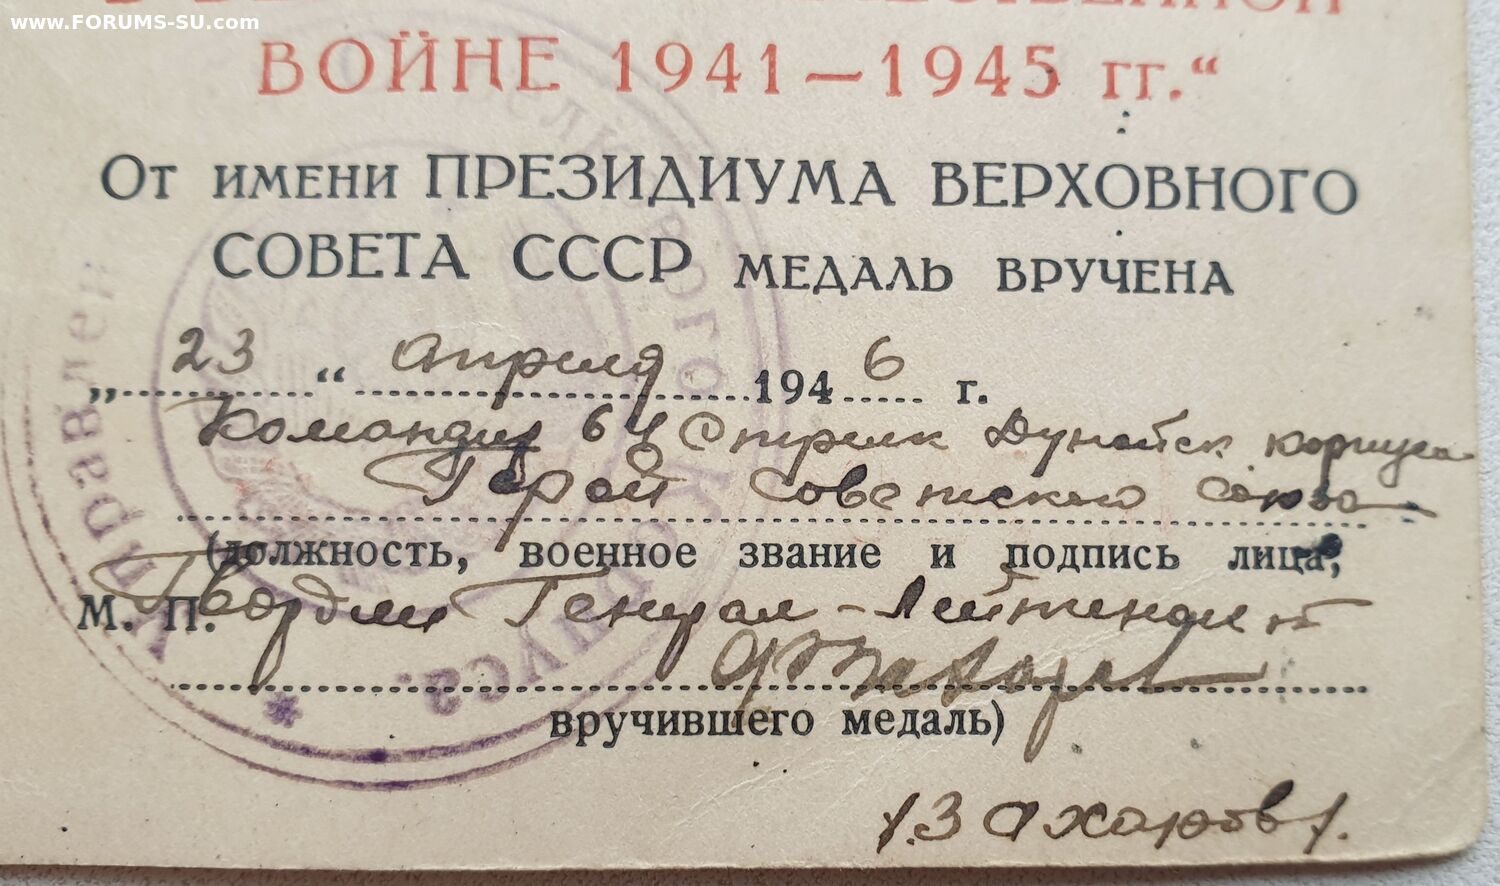 www.FORUMS-SU.com
ВОЙНЕ 1941—1945 гг.“
От имени ПРЕЗИДИУМА ВЕРХОВНОГО
СОВЕТА СССР МЕДАЛЬ ВРУЧЕНА
„23“ Апреля 1946 г.
Командир 64 Стрелк Дунайск корпуса
Герой Советского Союза
(должность, военное звание и подпись лица,
М. П. Гвардии Генерал-Лейтенант
вручившего медаль)
/Захаров/.
Управлен
корпуса